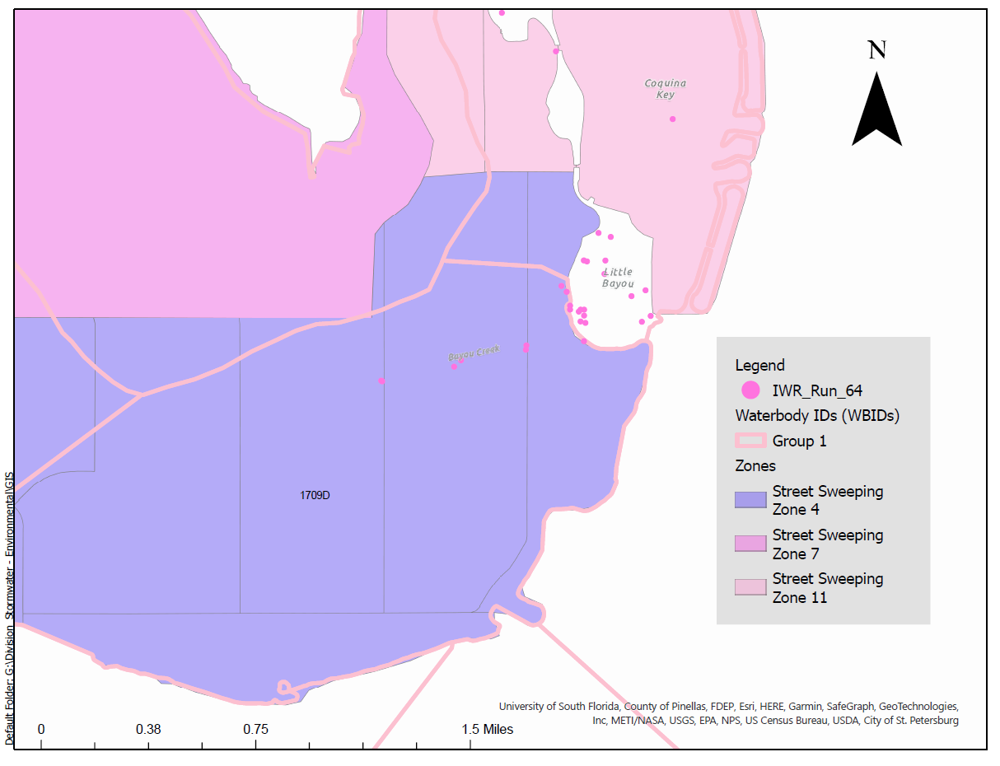 N
Coquina
Key
Little
Bayou
Bayou Creek
1709D
Legend
IWR_Run_64
Waterbody IDs (WBIDs)
Group 1
Zones
Street Sweeping
Zone 4
Street Sweeping
Zone 7
Street Sweeping
Zone 11
University of South Florida, County of Pinellas, FDEP, Esri, HERE, Garmin, SafeGraph, GeoTechnologies,
Inc, METI/NASA, USGS, EPA, NPS, US Census Bureau, USDA, City of St. Petersburg
0 0.38 0.75 1.5 Miles
Default Folder: G:\Division_Stormwater - Environmental\GIS